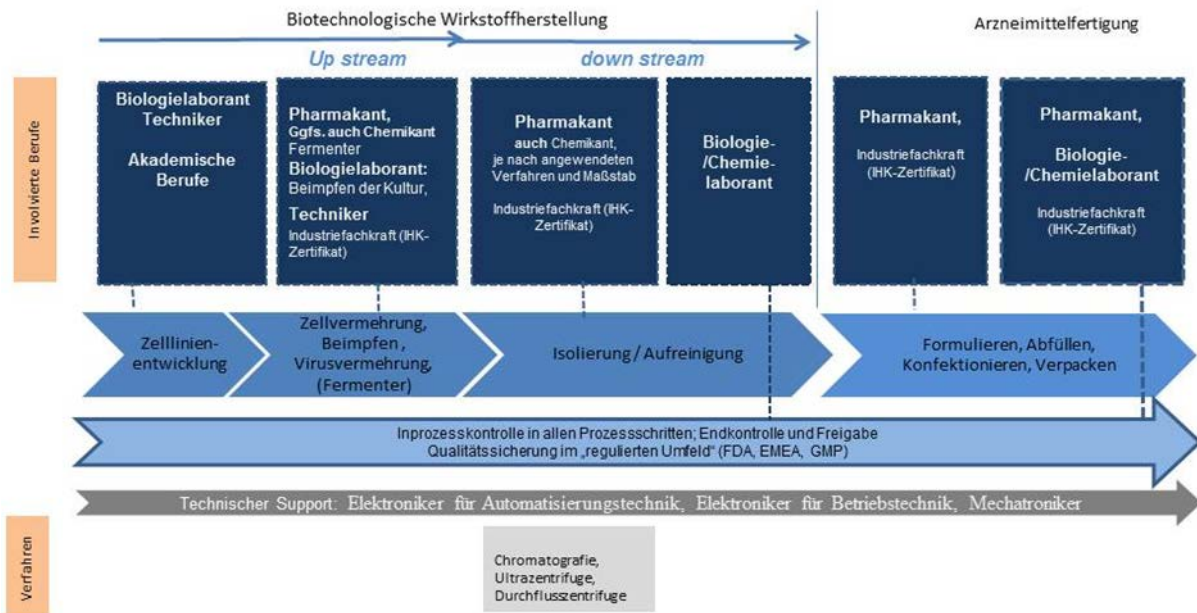 Biotechnologische Wirkstoffherstellung
Arzneimittelfertigung
Up stream
down stream
Involvierte Berufe
Biologielaborant
Techniker
Akademische
Berufe
Pharmakant,
Ggfs. auch Chemikant
Fermenter
Biologielaborant:
Beimpfen der Kultur,
Techniker
Industriefachkraft (IHK-
Zertifikat)
Pharmakant
auch Chemikant,
je nach angewendeten
Verfahren und Maßstab
Industriefachkraft (IHK-
Zertifikat)
Biologie-
/Chemie-
laborant
Pharmakant,
Industriefachkraft
(IHK-Zertifikat)
Pharmakant,
Biologie-
/Chemielaborant
Industriefachkraft
(IHK-Zertifikat)
Zelllinien-
entwicklung
Zellvermehrung,
Beimpfen ,
Virusvermehrung,
(Fermenter)
Isolierung / Aufreinigung
Formulieren, Abfüllen,
Konfektionieren, Verpacken
Inprozesskontrolle in allen Prozessschritten; Endkontrolle und Freigabe
Qualitätssicherung im „regulierten Umfeld“ (FDA, EMEA, GMP)
Technischer Support: Elektroniker für Automatisierungstechnik, Elektroniker für Betriebstechnik, Mechatroniker
Verfahren
Chromatografie,
Ultrazentrifuge,
Durchflusszentrifuge